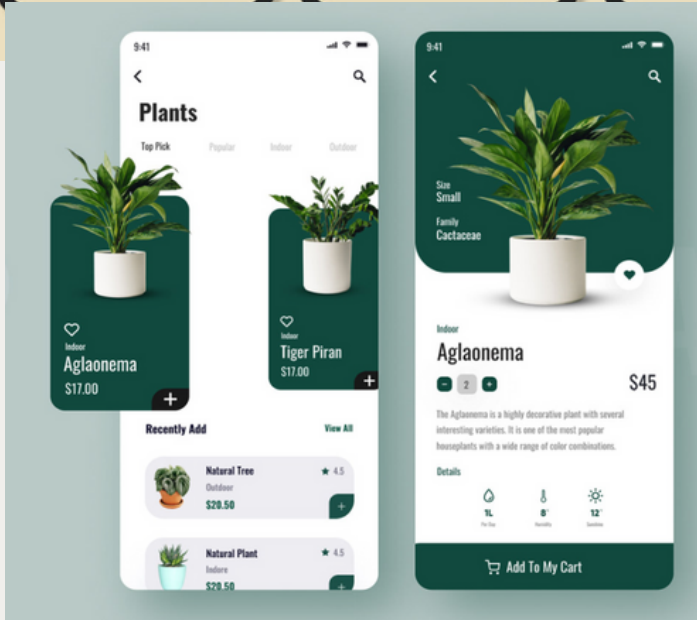 9:41
Plants
Top Pick Popular Indoor Outdoor
Indoor
Aglaonema
$17.00
Indoor
Tiger Piran
$17.00
Recently Add View All
Natural Tree 4.5
Outdoor
$20.50
Natural Plant 4.5
Indore
$20.50
9:41
Size
Small
Family
Cactaceae
Indoor
Aglaonema
2 $45
The Aglaonema is a highly decorative plant with several
interesting varieties. It is one of the most popular
houseplants with a wide range of color combinations.
Details
1L 8° 12°
Add To My Cart